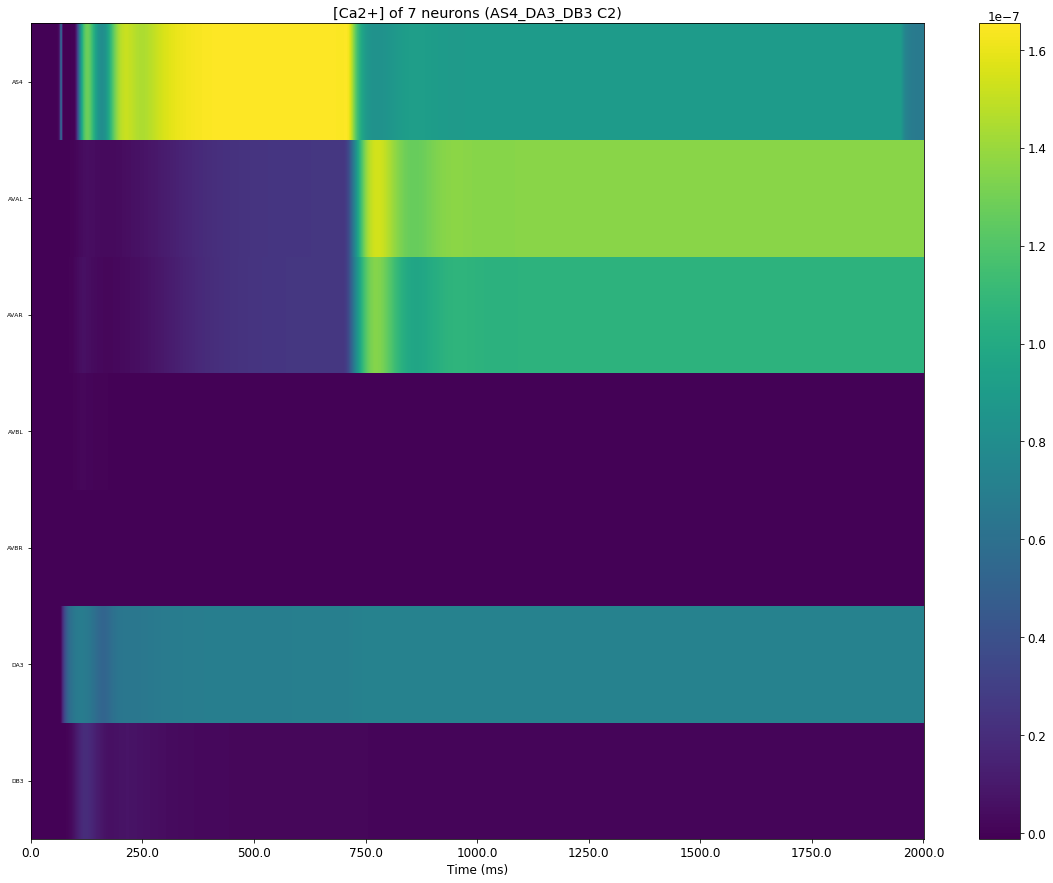 [Ca2+] of 7 neurons (AS4_DA3_DB3 C2)
1e−7
AS4
AVAL
AVAR
AVBL
AVBR
DA3
DB3
1.6
1.4
1.2
1.0
0.8
0.6
0.4
0.2
0.0
0.0 250.0 500.0 750.0 1000.0 1250.0 1500.0 1750.0 2000.0
Time (ms)